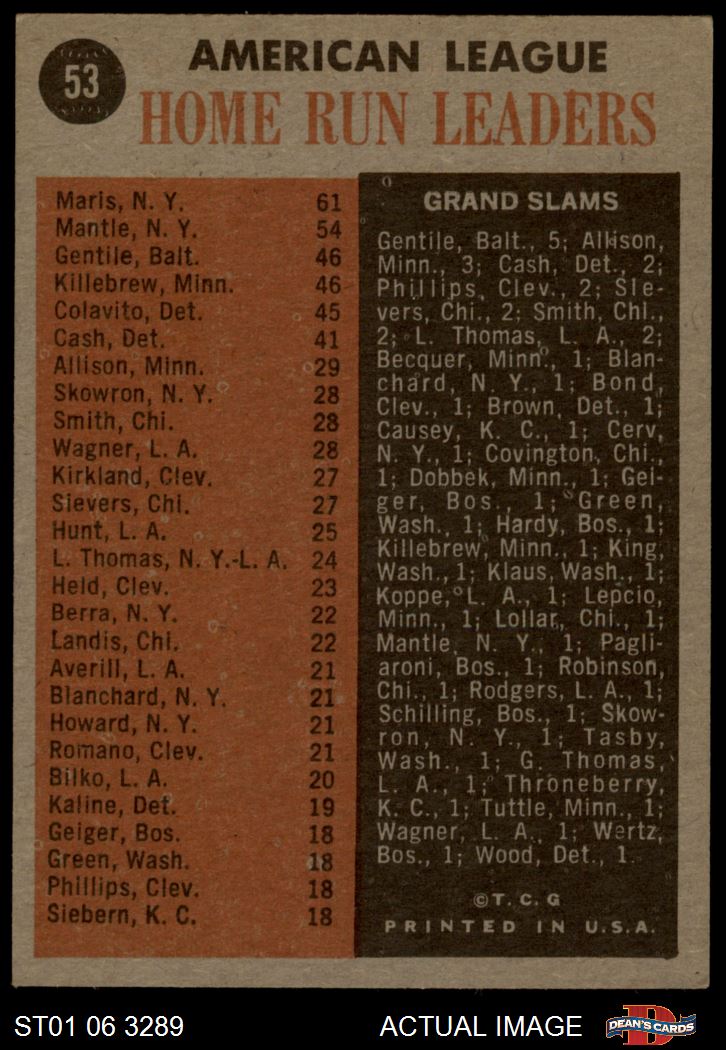 53
AMERICAN LEAGUE
HOME RUN LEADERS
Maris, N. Y. 61
Mantle, N. Y. 54
Gentile, Balt. 46
Killebrew, Minn. 46
Colavito, Det. 45
Cash, Det. 41
Allison, Minn. 29
Skowron, N. Y. 28
Smith, Chi. 28
Wagner, L. A. 28
Kirkland, Clev. 27
Sievers, Chi. 27
Hunt, L. A. 25
L. Thomas, N. Y.-L. A. 24
Held, Clev. 23
Berra, N. Y. 22
Landis, Chi. 22
Averill, L. A. 21
Blanchard, N. Y. 21
Howard, N. Y. 21
Romano, Clev. 21
Bilko, L. A. 20
Kaline, Det. 19
Geiger, Bos. 18
Green, Wash. 18
Phillips, Clev. 18
Siebern, K. C. 18
GRAND SLAMS
Gentile, Balt., 5; Allison,
Minn., 3; Cash, Det., 2;
Phillips, Clev., 2; Sie-
vers, Chi., 2; Smith, Chi.,
2; L. Thomas, L. A., 2;
Becquer, Minn., 1; Blan-
chard, N. Y., 1; Bond,
Clev., 1; Brown, Det., 1;
Causey, K. C., 1; Cerv,
N. Y., 1; Covington, Chi.,
1; Dobbek, Minn., 1; Gei-
ger, Bos., 1; Green,
Wash., 1; Hardy, Bos., 1;
Killebrew, Minn., 1; King,
Wash., 1; Klaus, Wash., 1;
Koppe, L. A., 1; Lepcio,
Minn., 1; Lollar, Chi., 1;
Mantle, N. Y., 1; Pagli-
aroni, Bos., 1; Robinson,
Chi., 1; Rodgers, L. A., 1;
Schilling, Bos., 1; Skow-
ron, N. Y., 1; Tasby,
Wash., 1; G. Thomas,
L. A., 1; Throneberry,
K. C., 1; Tuttle, Minn., 1;
Wagner, L. A., 1; Wertz,
Bos., 1; Wood, Det., 1.
©T. C. G
PRINTED IN U.S.A.
ST01 06 3289 ACTUAL IMAGE
D
DEAN'S CARDS